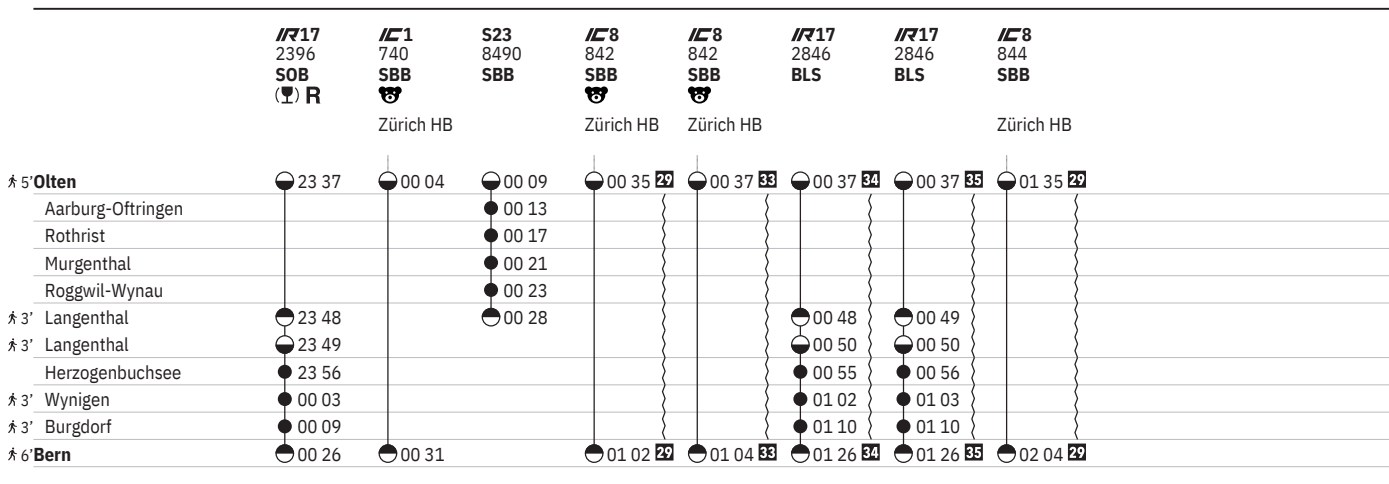 IR17 IC1 S23 IC8 IC8 IR17 IR17 IC8
2396 740 8490 842 842 2846 2846 844
SOB SBB SBB SBB SBB BLS BLS SBB
R
Zürich HB Zürich HB Zürich HB Zürich HB
5’ Olten 23 37 00 04 00 09 00 35 29 00 37 33 00 37 34 00 37 35 01 35 29
Aarburg-Oftringen 00 13
Rothrist 00 17
Murgenthal 00 21
Roggwil-Wynau 00 23
3’ Langenthal 23 48 00 28 00 48 00 49
3’ Langenthal 23 49 00 50 00 50
Herzogenbuchsee 23 56 00 55 00 56
3’ Wynigen 00 03 01 02 01 03
3’ Burgdorf 00 09 01 10 01 10
6’ Bern 00 26 00 31 01 02 29 01 04 33 01 26 34 01 26 35 02 04 29